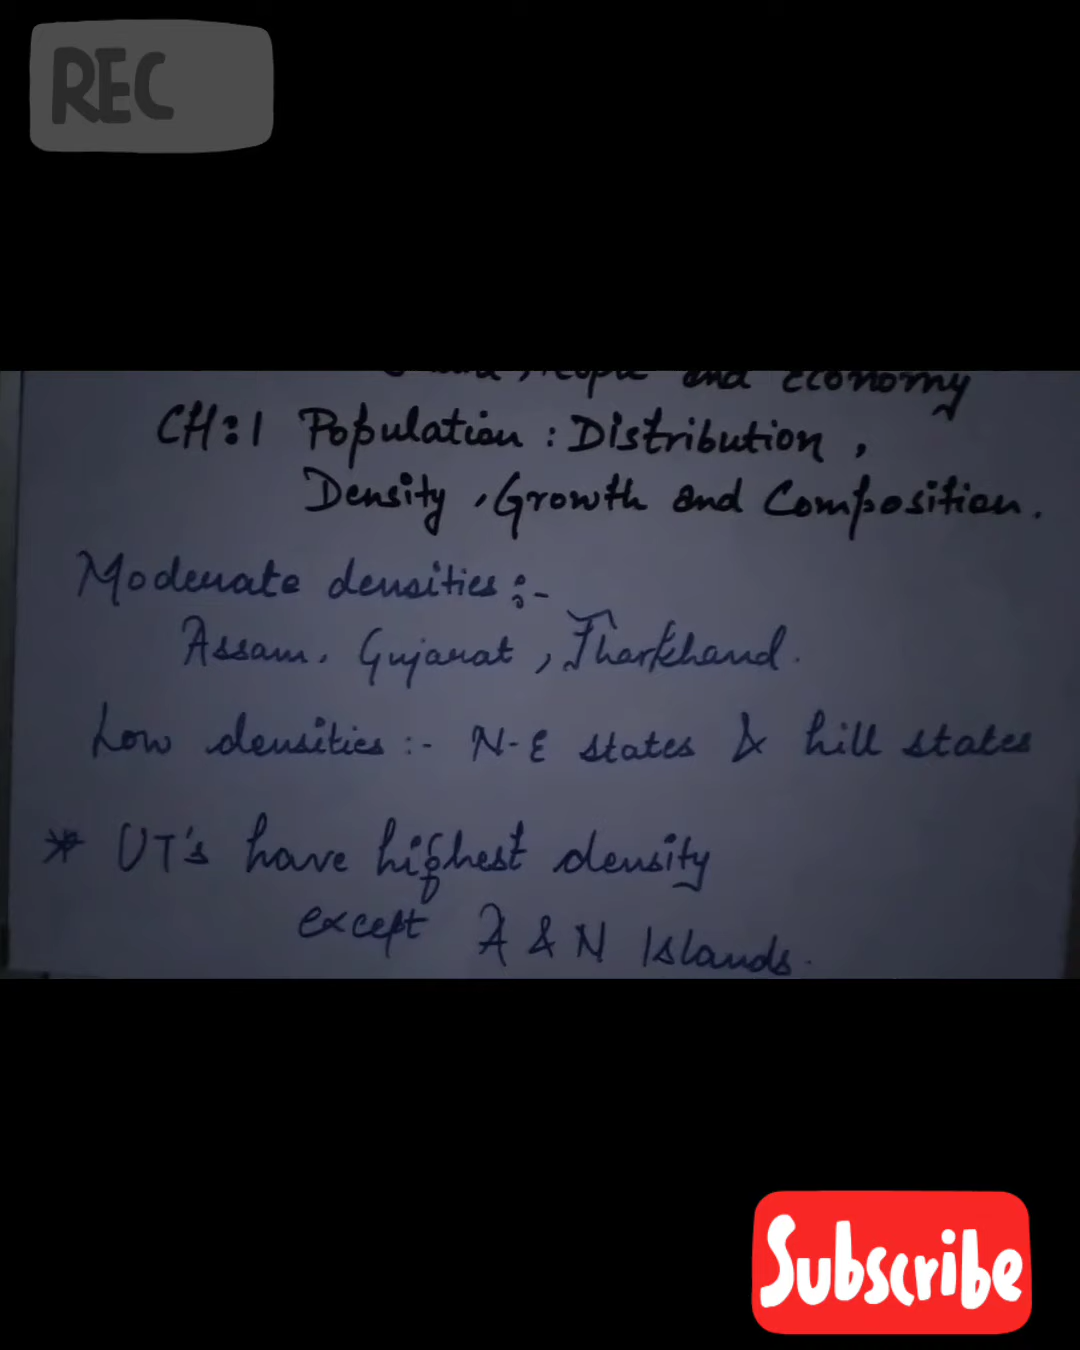 REC
and Economy
CH:1 Population : Distribution ,
Density , Growth and Composition.
Moderate densities :-
Assam, Gujarat , Jharkhand.
Low densities :- N-E states & hill states
* UT's have highest density
except A & N Islands.
Subscribe